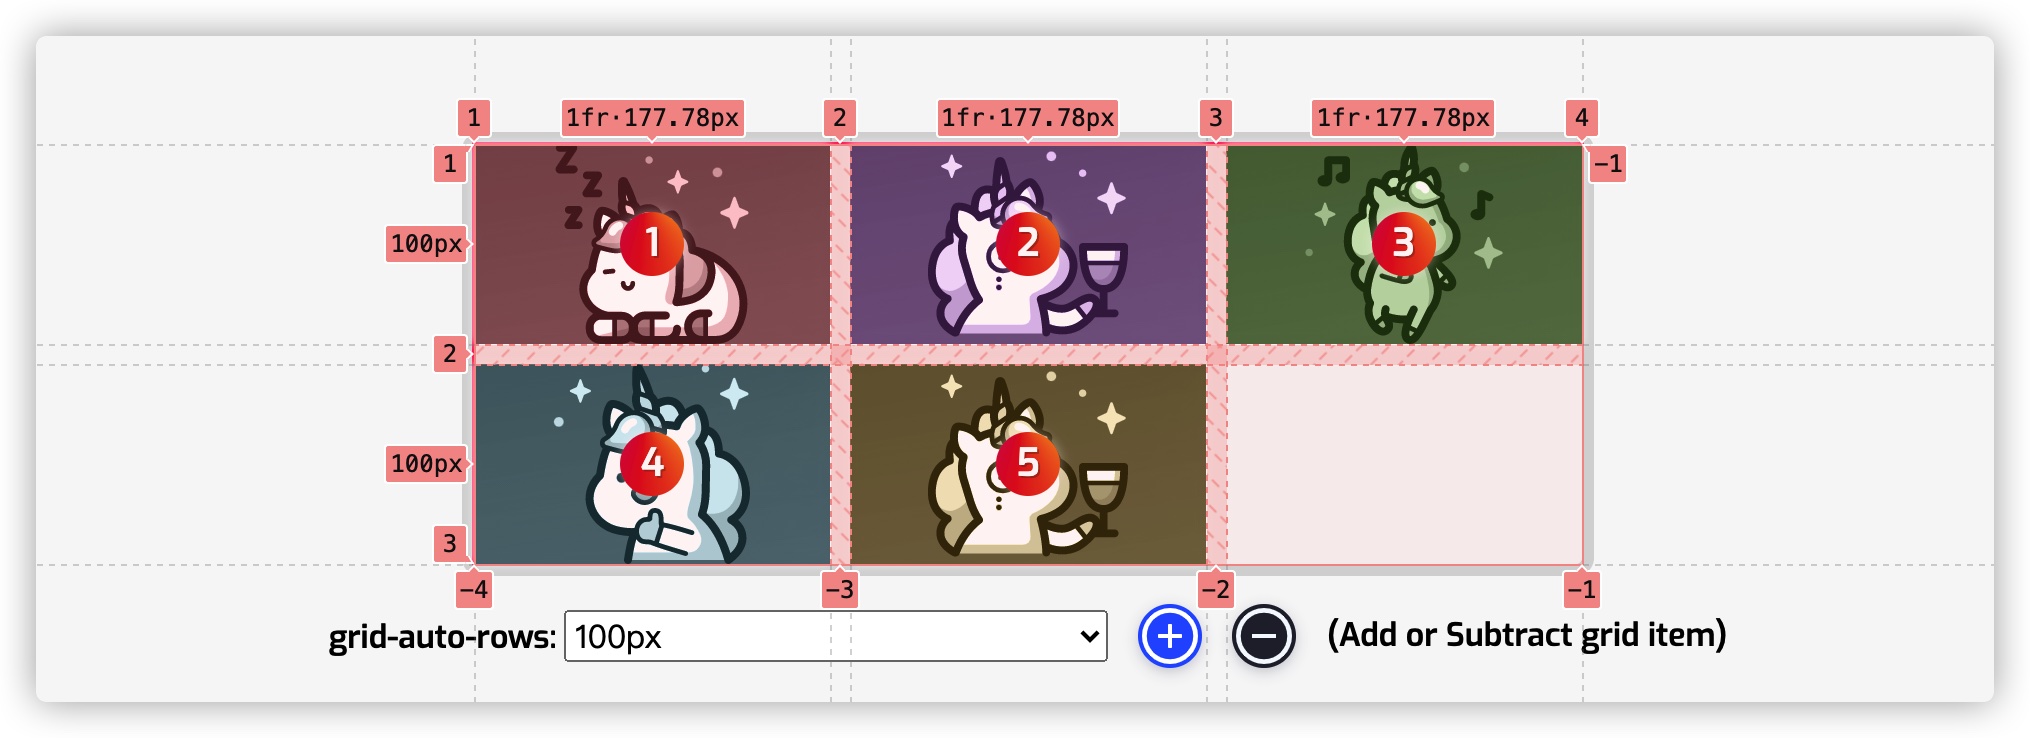 1 1fr·177.78px 2 1fr·177.78px 3 1fr·177.78px 4
1 −1
z
z
z
100px 1 2 3
2
100px 4 5
3
−4 −3 −2 −1
grid-auto-rows: 100px + − (Add or Subtract grid item)